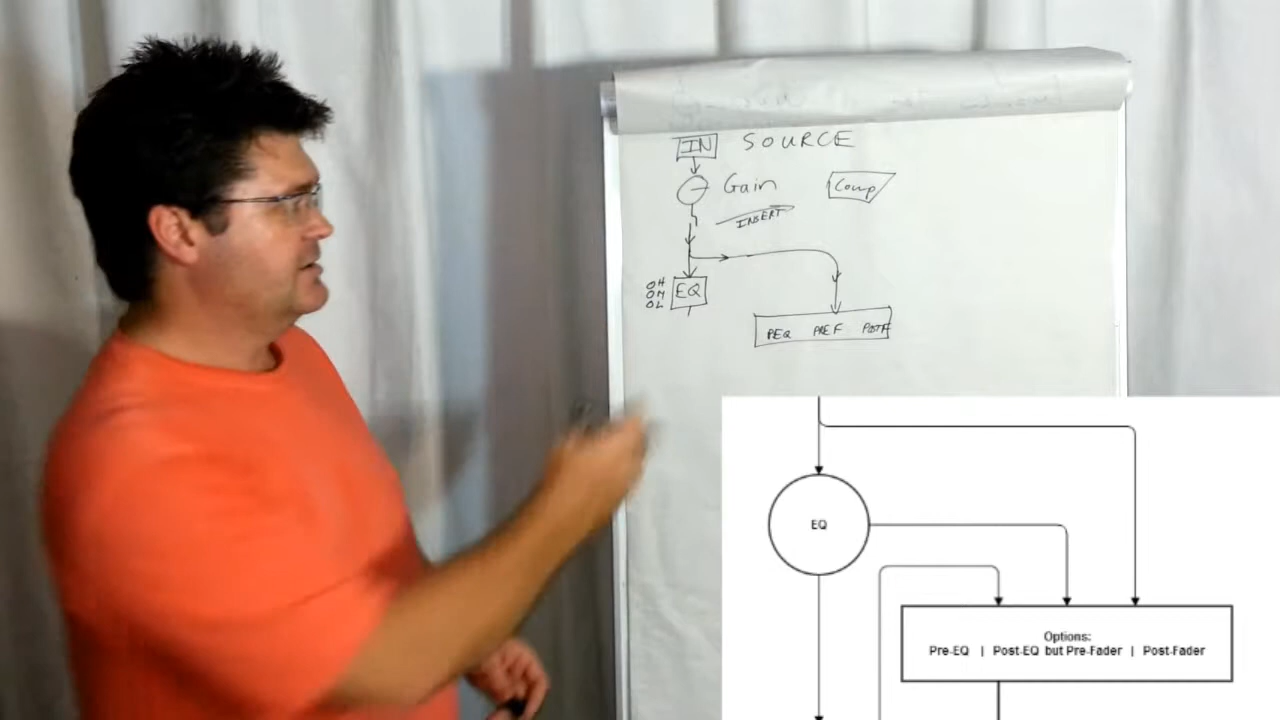 IN SOURCE
Gain
Comp
INSERT
OH
OM
OL
EQ
PEQ PREF POSTF
EQ
Options:
Pre-EQ | Post-EQ but Pre-Fader | Post-Fader